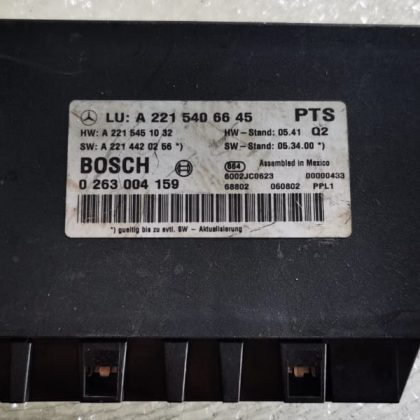 LU: A 221 540 66 45 PTS
HW: A 221 545 10 32 HW-Stand: 05.41 Q2
SW: A 221 442 02 56 *) SW-Stand: 05.34.00 *)
BOSCH 664 Assembled in Mexico
0 263 004 159 6002JC0623 00000433
68802 060802 PPL1
*) gueltig bis zu evtl. SW - Aktualisierung